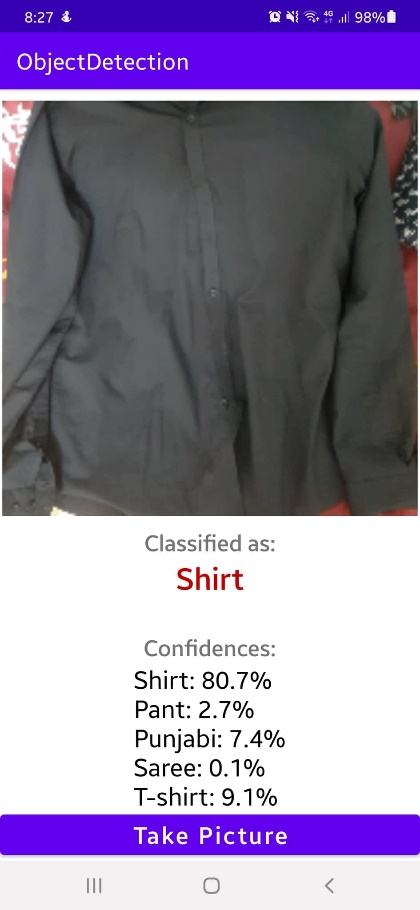 8:27
4G
98%
ObjectDetection
Classified as:
Shirt
Confidences:
Shirt: 80.7%
Pant: 2.7%
Punjabi: 7.4%
Saree: 0.1%
T-shirt: 9.1%
Take Picture